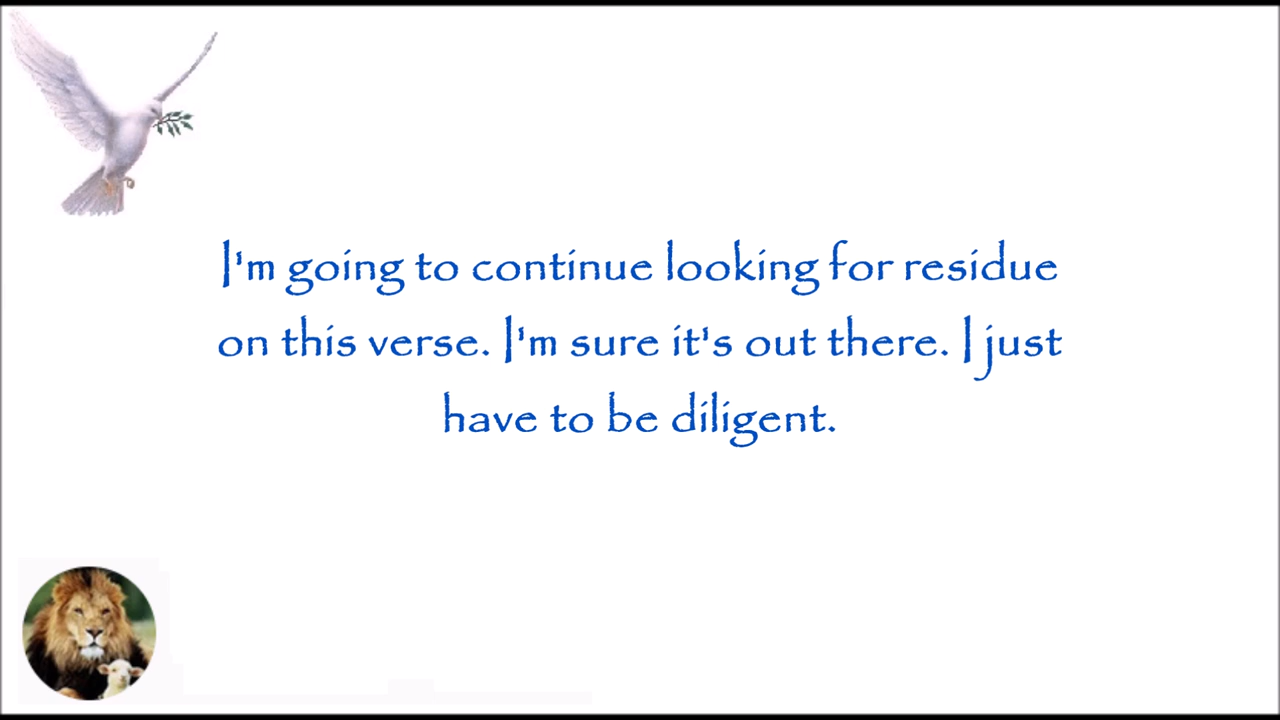 I'm going to continue looking for residue
on this verse. I'm sure it's out there. I just
have to be diligent.